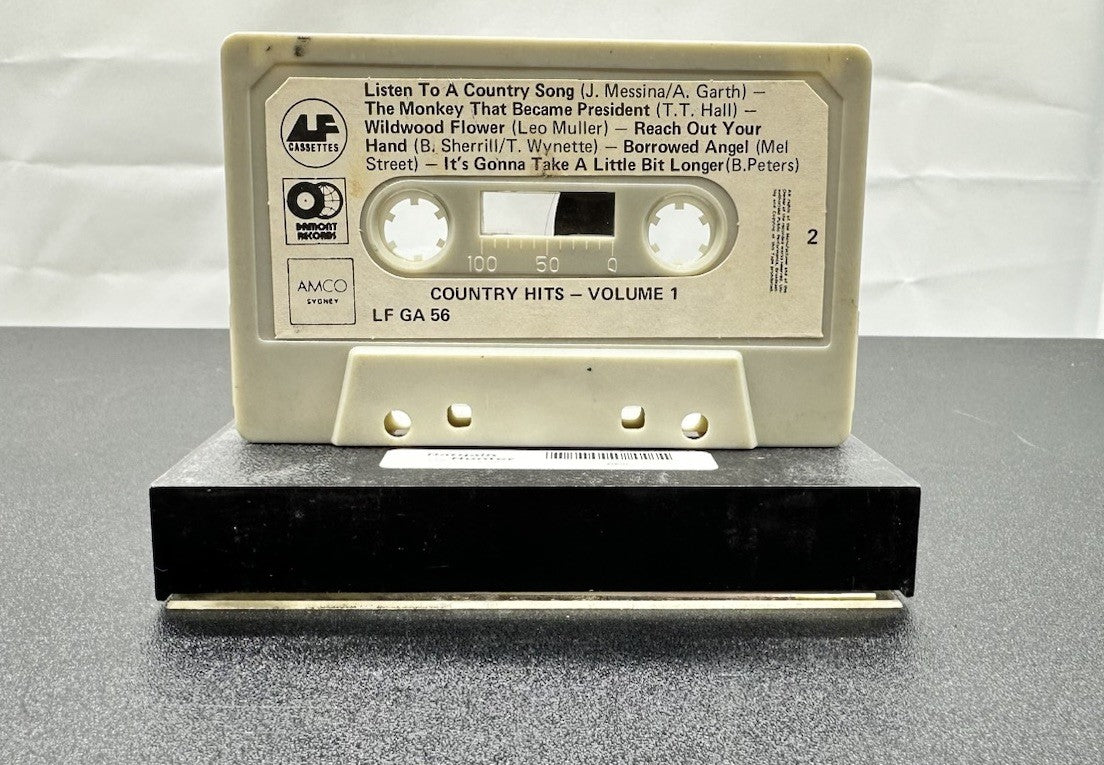 Listen To A Country Song (J. Messina/A. Garth) —
The Monkey That Became President (T.T. Hall) —
Wildwood Flower (Leo Muller) — Reach Out Your
Hand (B. Sherrill/T. Wynette) — Borrowed Angel (Mel
Street) — It's Gonna Take A Little Bit Longer(B.Peters)
LF
CASSETTES
DAMONT
RECORDS
AMCO
SYDNEY
2
100 50 0
COUNTRY HITS — VOLUME 1
LF GA 56
Hunter